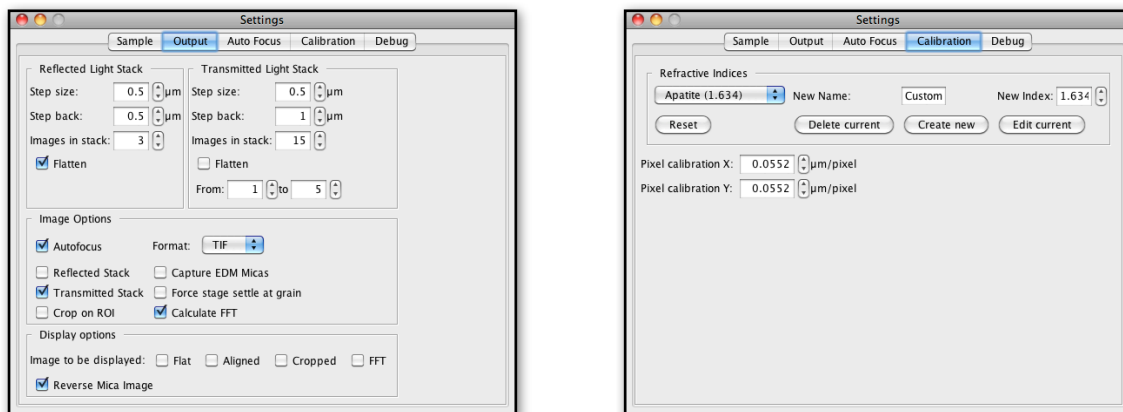 Settings
Sample Output Auto Focus Calibration Debug
Reflected Light Stack
Step size: 0.5 µm
Step back: 0.5 µm
Images in stack: 3
Flatten
Transmitted Light Stack
Step size: 0.5 µm
Step back: 1 µm
Images in stack: 15
Flatten
From: 1 to 5
Image Options
Autofocus Format: TIF
Reflected Stack Capture EDM Micas
Transmitted Stack Force stage settle at grain
Crop on ROI Calculate FFT
Display options
Image to be displayed: Flat Aligned Cropped FFT
Reverse Mica Image
Settings
Sample Output Auto Focus Calibration Debug
Refractive Indices
Apatite (1.634) New Name: Custom New Index: 1.634
Reset Delete current Create new Edit current
Pixel calibration X: 0.0552 µm/pixel
Pixel calibration Y: 0.0552 µm/pixel